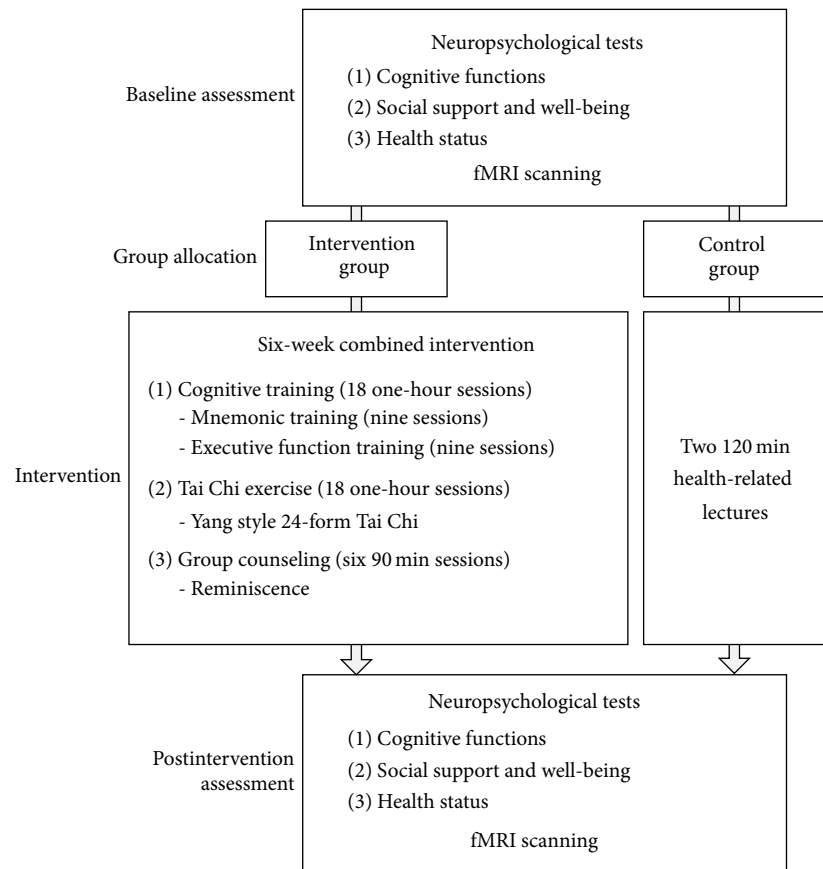 Neuropsychological tests
Baseline assessment
(1) Cognitive functions
(2) Social support and well-being
(3) Health status
fMRI scanning
Group allocation
Intervention
group
Control
group
Intervention
Six-week combined intervention
(1) Cognitive training (18 one-hour sessions)
- Mnemonic training (nine sessions)
- Executive function training (nine sessions)
(2) Tai Chi exercise (18 one-hour sessions)
- Yang style 24-form Tai Chi
(3) Group counseling (six 90 min sessions)
- Reminiscence
Two 120 min
health-related
lectures
Postintervention
assessment
Neuropsychological tests
(1) Cognitive functions
(2) Social support and well-being
(3) Health status
fMRI scanning